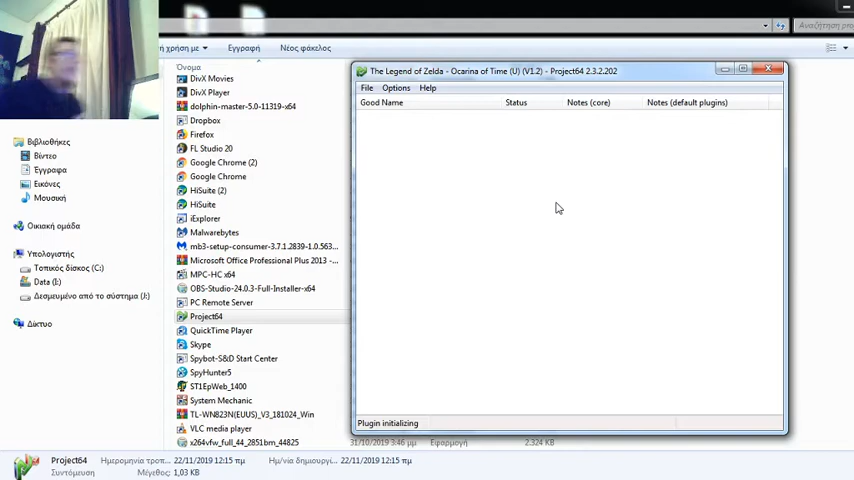 χρήση με
Εγγραφή
Νέος φάκελος
Αναζήτηση
Όνομα
DivX Movies
DivX Player
dolphin-master-5.0-11319-x64
Dropbox
Firefox
FL Studio 20
Google Chrome (2)
Google Chrome
HiSuite (2)
HiSuite
iExplorer
Malwarebytes
mb3-setup-consumer-3.7.1.2839-1.0.563...
Microsoft Office Professional Plus 2013 -...
MPC-HC x64
OBS-Studio-24.0.3-Full-Installer-x64
PC Remote Server
Project64
QuickTime Player
Skype
Spybot-S&D Start Center
SpyHunter5
ST1EpWeb_1400
System Mechanic
TL-WN823N(EUUS)_V3_181024_Win
VLC media player
x264vfw_full_44_2851bm_44825
31/10/2019 3:46 μμ
Εφαρμογή
2.324 KB
Βιβλιοθήκες
Βίντεο
Έγγραφα
Εικόνες
Μουσική
Οικιακή ομάδα
Υπολογιστής
Τοπικός δίσκος (C:)
Data (I:)
Δεσμευμένο από το σύστημα (J:)
Δίκτυο
The Legend of Zelda - Ocarina of Time (U) (V1.2) - Project64 2.3.2.202
File Options Help
Good Name Status Notes (core) Notes (default plugins)
Plugin initializing
Project64 Ημερομηνία τροπ... 22/11/2019 12:15 πμ Ημ/νία δημιουργί... 22/11/2019 12:15 πμ
Συντόμευση Μέγεθος: 1,03 KB